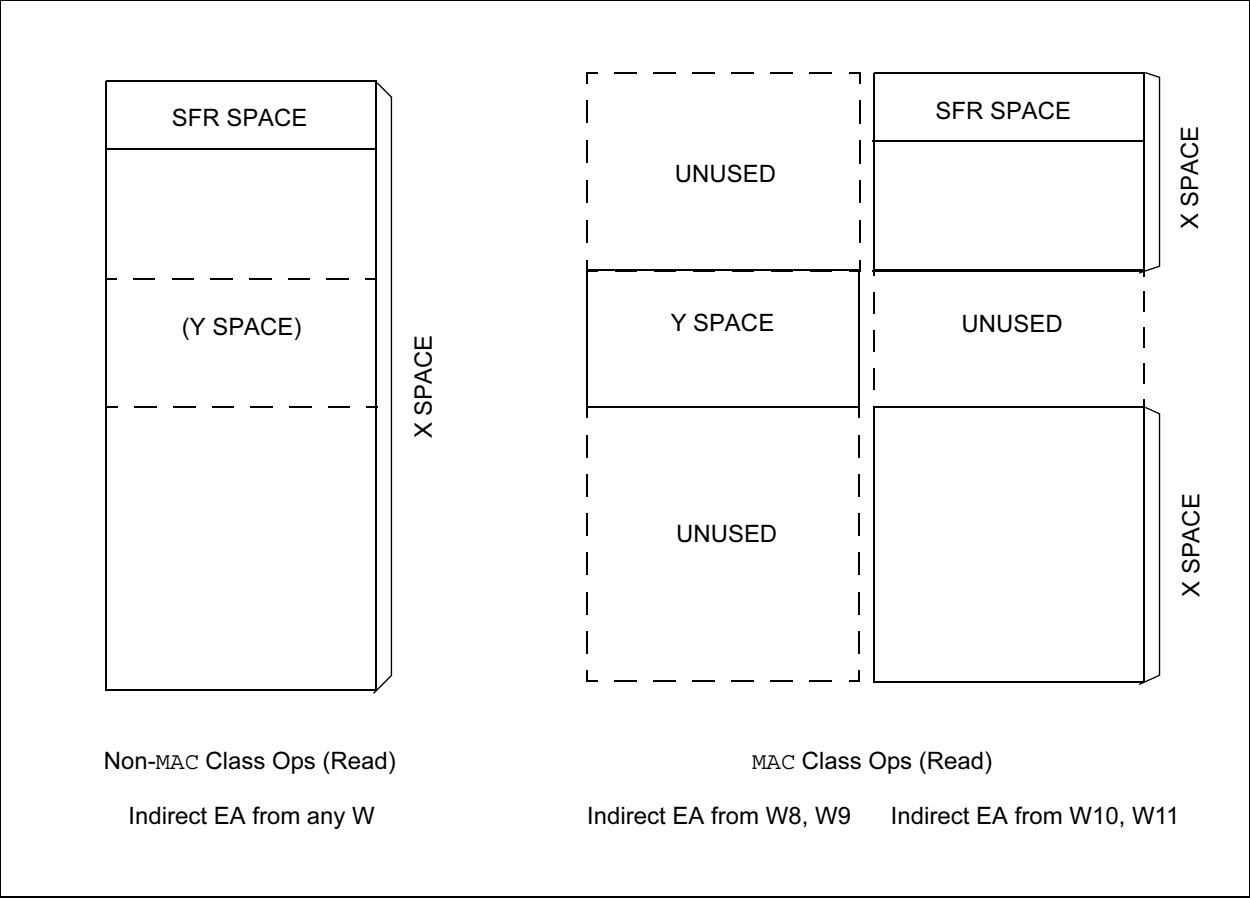 SFR SPACE
(Y SPACE)
X SPACE
Non-MAC Class Ops (Read)
Indirect EA from any W
UNUSED
Y SPACE
UNUSED
SFR SPACE
X SPACE
UNUSED
X SPACE
MAC Class Ops (Read)
Indirect EA from W8, W9
Indirect EA from W10, W11